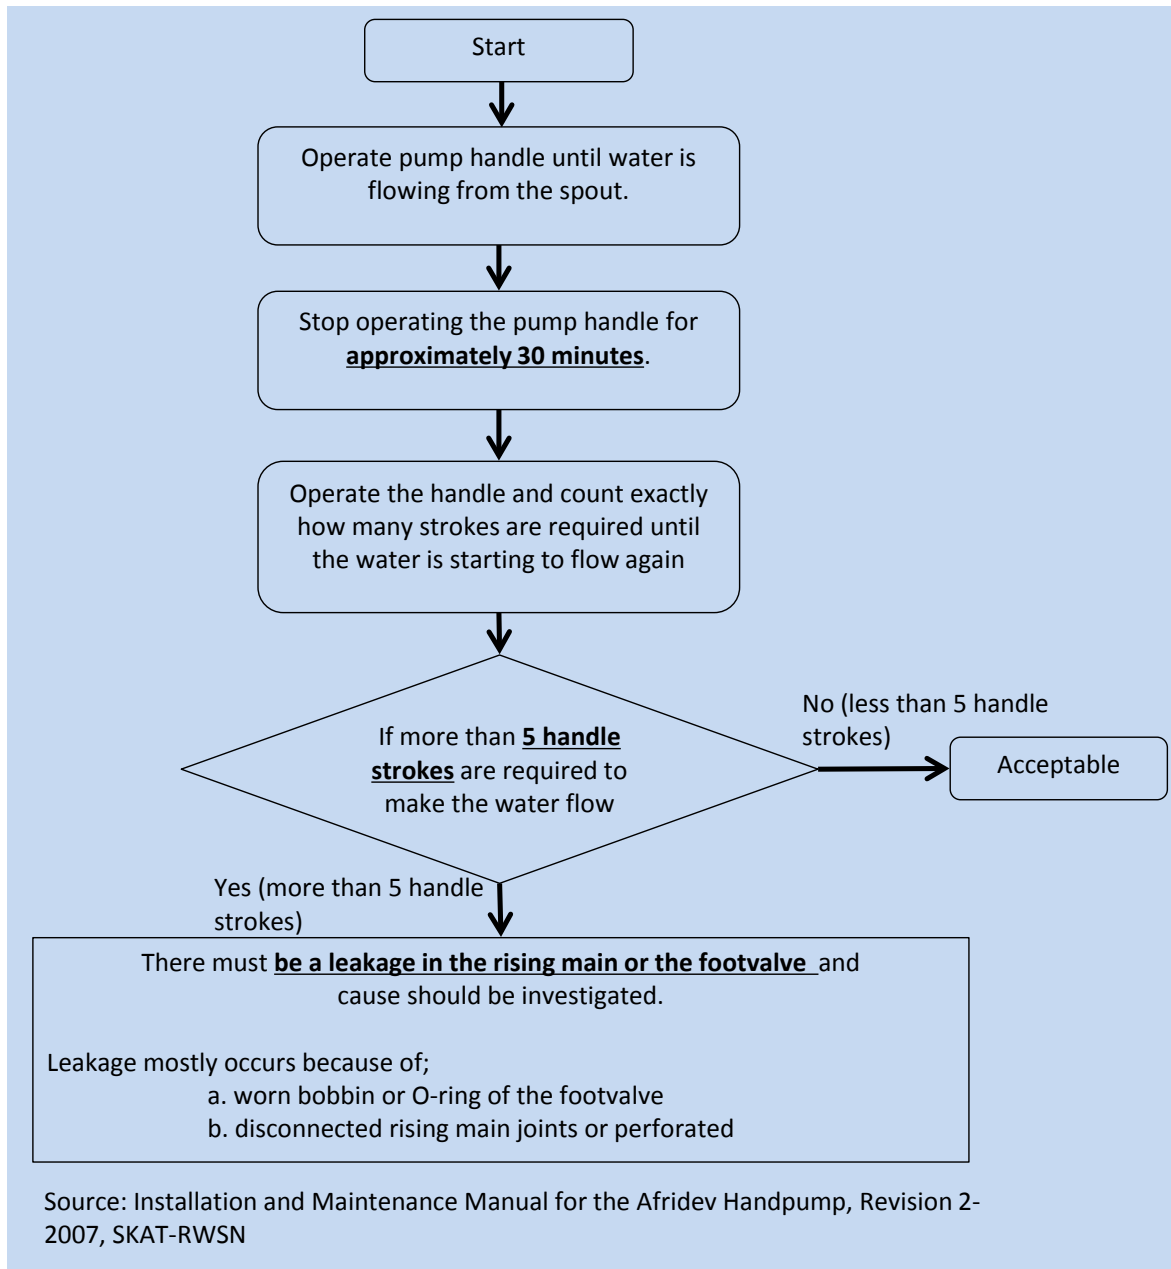 Start
Operate pump handle until water is
flowing from the spout.
Stop operating the pump handle for
approximately 30 minutes.
Operate the handle and count exactly
how many strokes are required until
the water is starting to flow again
If more than 5 handle
strokes are required to
make the water flow
No (less than 5 handle
strokes)
Acceptable
Yes (more than 5 handle
strokes)
There must be a leakage in the rising main or the footvalve and
cause should be investigated.
Leakage mostly occurs because of;
a. worn bobbin or O-ring of the footvalve
b. disconnected rising main joints or perforated
Source: Installation and Maintenance Manual for the Afridev Handpump, Revision 2-
2007, SKAT-RWSN